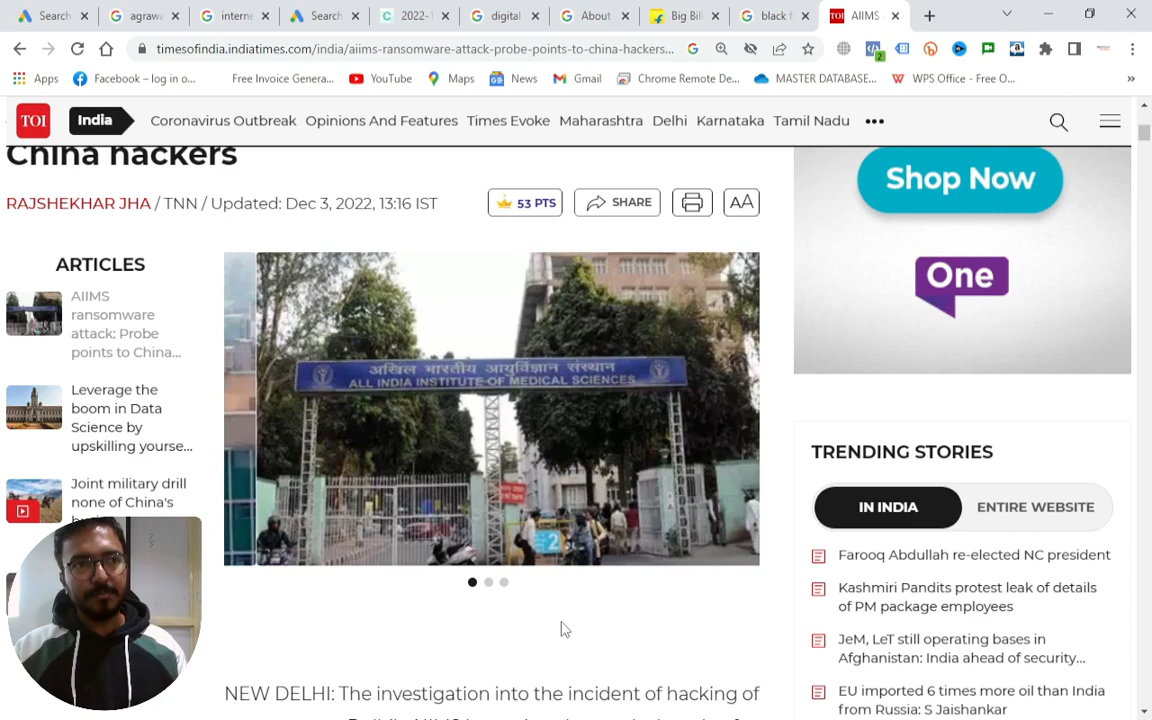 Search
agrawa
interne
Search
2022-1
digital
About
Big Bil
black f
AIIMS
timesofindia.indiatimes.com/india/aiims-ransomware-attack-probe-points-to-china-hackers...
2
Apps
Facebook – log in o...
Free Invoice Genera...
YouTube
Maps
News
Gmail
Chrome Remote De...
MASTER DATABASE...
WPS Office - Free O...
TOI
India
Coronavirus Outbreak
Opinions And Features
Times Evoke
Maharashtra
Delhi
Karnataka
Tamil Nadu
China hackers
RAJSHEKHAR JHA / TNN / Updated: Dec 3, 2022, 13:16 IST
53 PTS
SHARE
AA
ARTICLES
AIIMS
ransomware
attack: Probe
points to China...
Leverage the
boom in Data
Science by
upskilling yourse...
Joint military drill
none of China's
अखिल भारतीय आयुर्विज्ञान संस्थान
ALL INDIA INSTITUTE OF MEDICAL SCIENCES
2
NEW DELHI: The investigation into the incident of hacking of
Shop Now
One
TRENDING STORIES
IN INDIA
ENTIRE WEBSITE
Farooq Abdullah re-elected NC president
Kashmiri Pandits protest leak of details
of PM package employees
JeM, LeT still operating bases in
Afghanistan: India ahead of security...
EU imported 6 times more oil than India
from Russia: S Jaishankar